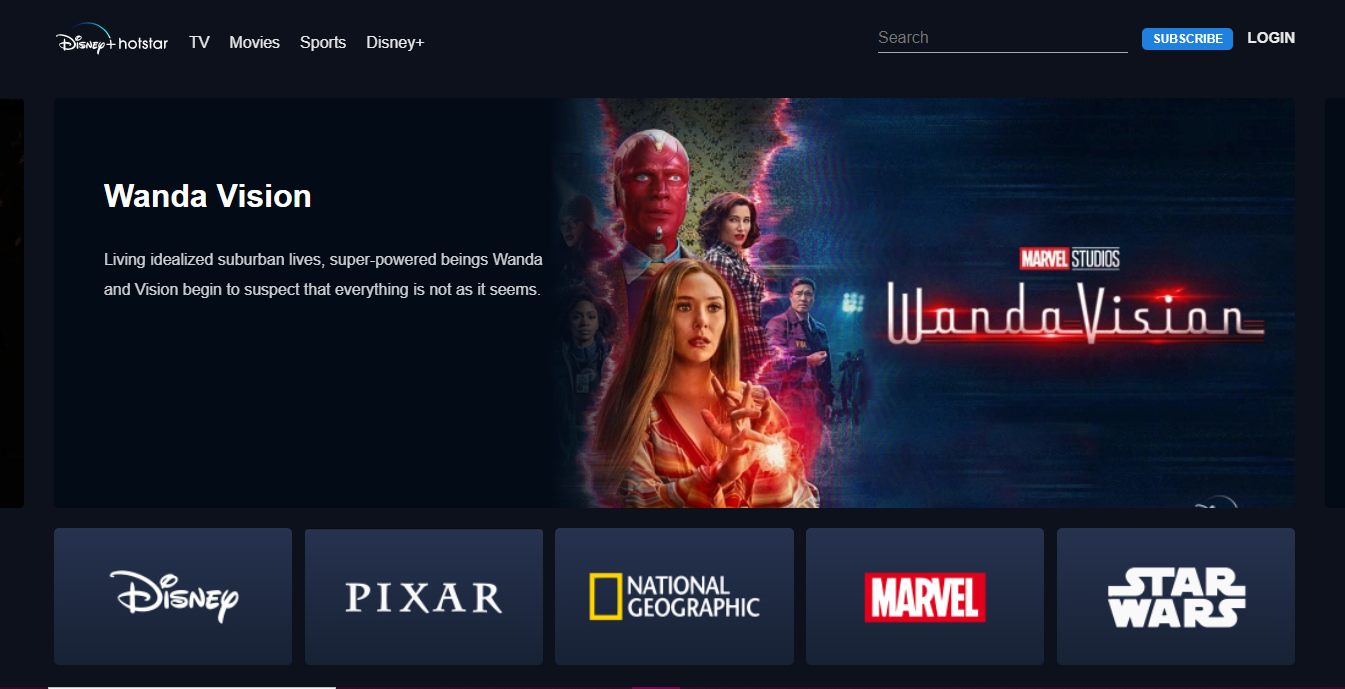 Disney+ hotstar TV Movies Sports Disney+ Search SUBSCRIBE LOGIN
Wanda Vision
Living idealized suburban lives, super-powered beings Wanda
and Vision begin to suspect that everything is not as it seems.
MARVEL STUDIOS
WandaVision
Disney PIXAR NATIONAL GEOGRAPHIC MARVEL STAR WARS